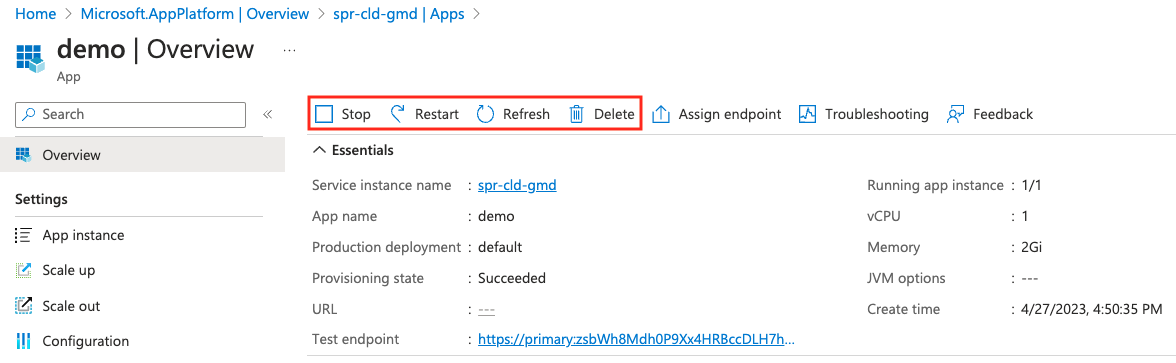 Home > Microsoft.AppPlatform | Overview > spr-cld-gmd | Apps >
demo | Overview ...
App
Search «
Stop Restart Refresh Delete Assign endpoint Troubleshooting Feedback
Overview
Essentials
Settings
App instance
Scale up
Scale out
Configuration
Service instance name : spr-cld-gmd
App name : demo
Production deployment : default
Provisioning state : Succeeded
URL : ---
Test endpoint : https://primary:zsbWh8Mdh0P9Xx4HRBccDLH7h...
Running app instance : 1/1
vCPU : 1
Memory : 2Gi
JVM options : ---
Create time : 4/27/2023, 4:50:35 PM